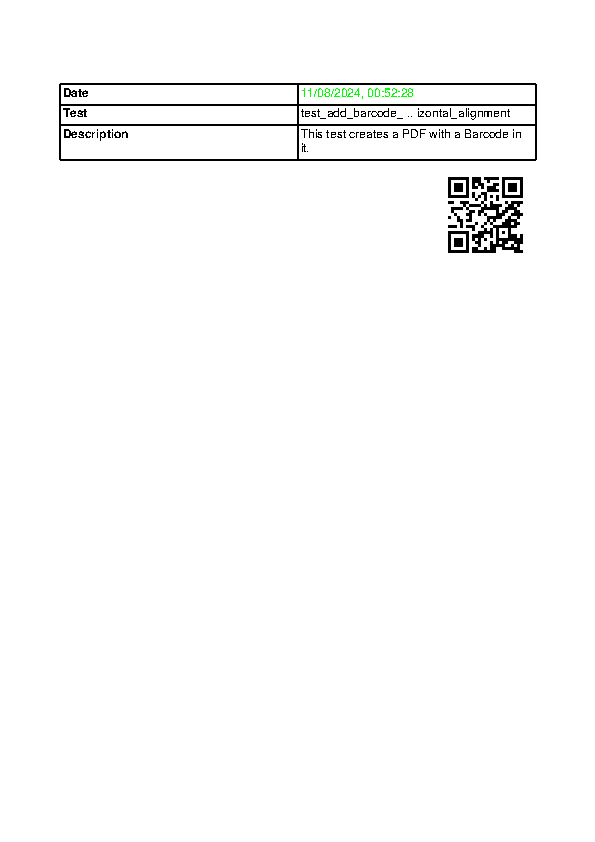 Date 11/08/2024, 00:52:28
Test test_add_barcode_ .. izontal_alignment
Description This test creates a PDF with a Barcode in
it.